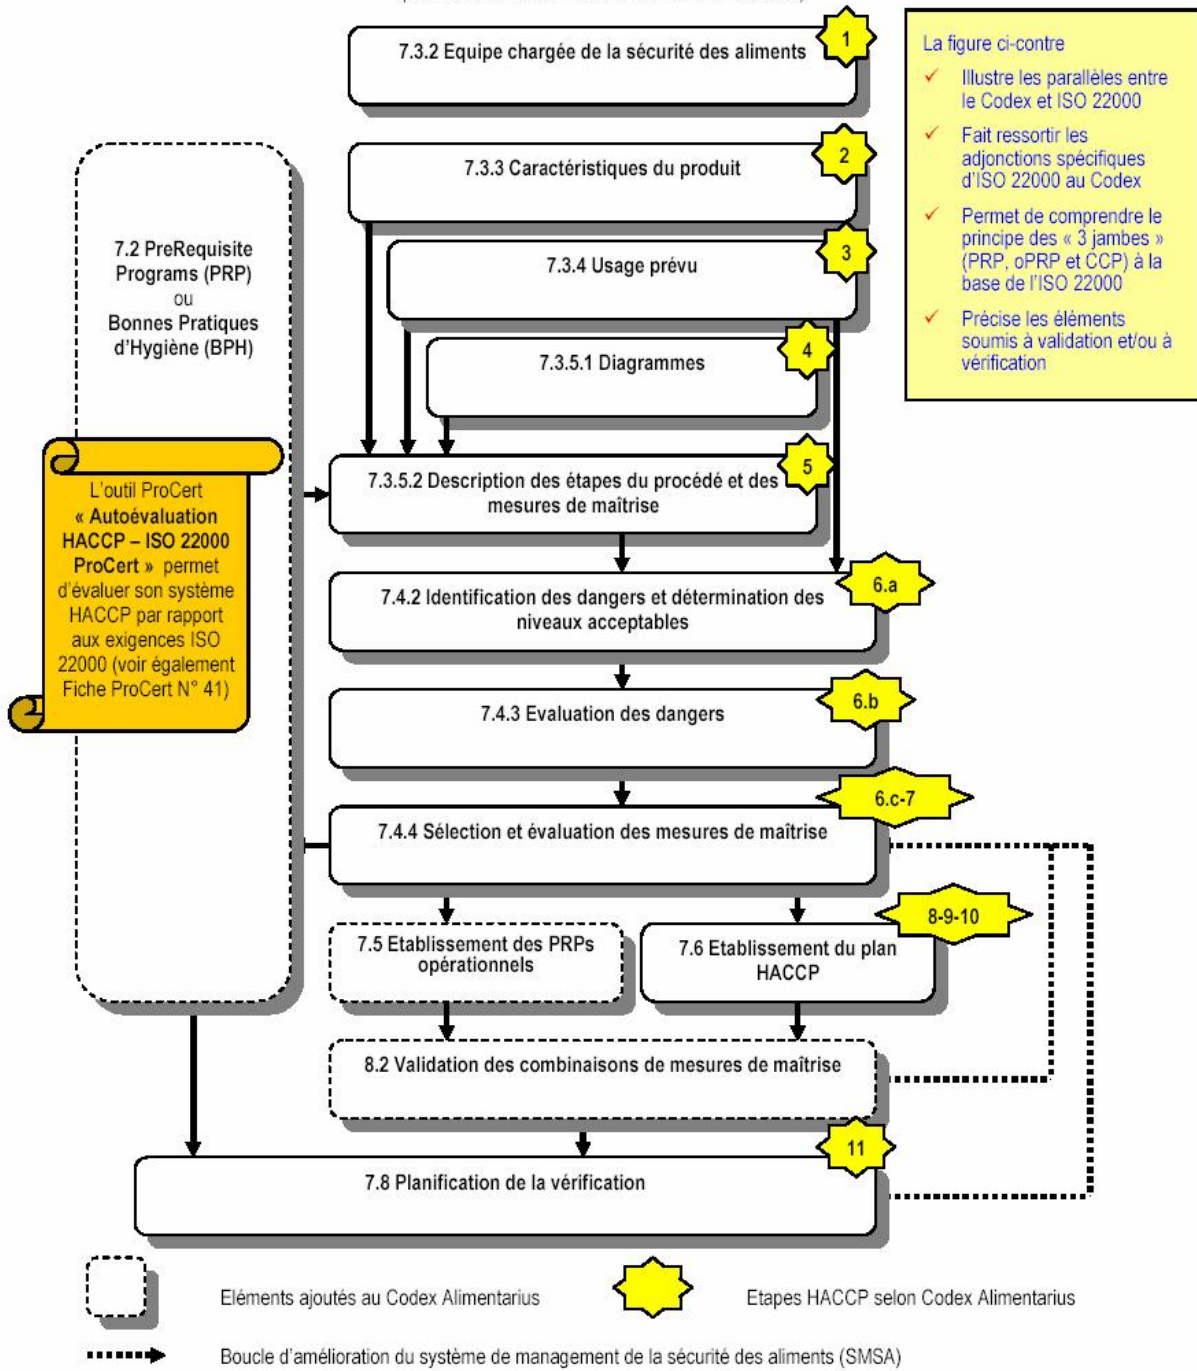 7.3.2 Equipe chargée de la sécurité des aliments
1
La figure ci-contre
✓ Illustre les parallèles entre
le Codex et ISO 22000
✓ Fait ressortir les
adjonctions spécifiques
d'ISO 22000 au Codex
✓ Permet de comprendre le
principe des « 3 jambes »
(PRP, oPRP et CCP) à la
base de l'ISO 22000
✓ Précise les éléments
soumis à validation et/ou à
vérification
7.3.3 Caractéristiques du produit
2
7.2 PreRequisite
Programs (PRP)
ou
Bonnes Pratiques
d'Hygiène (BPH)
7.3.4 Usage prévu
3
7.3.5.1 Diagrammes
4
L'outil ProCert
« Autoévaluation
HACCP – ISO 22000
ProCert » permet
d'évaluer son système
HACCP par rapport
aux exigences ISO
22000 (voir également
Fiche ProCert N° 41)
7.3.5.2 Description des étapes du procédé et des
mesures de maîtrise
5
7.4.2 Identification des dangers et détermination des
niveaux acceptables
6.a
7.4.3 Evaluation des dangers
6.b
7.4.4 Sélection et évaluation des mesures de maîtrise
6.c-7
7.5 Etablissement des PRPs
opérationnels
7.6 Etablissement du plan
HACCP
8-9-10
8.2 Validation des combinaisons de mesures de maîtrise
7.8 Planification de la vérification
11
Eléments ajoutés au Codex Alimentarius
Etapes HACCP selon Codex Alimentarius
Boucle d'amélioration du système de management de la sécurité des aliments (SMSA)